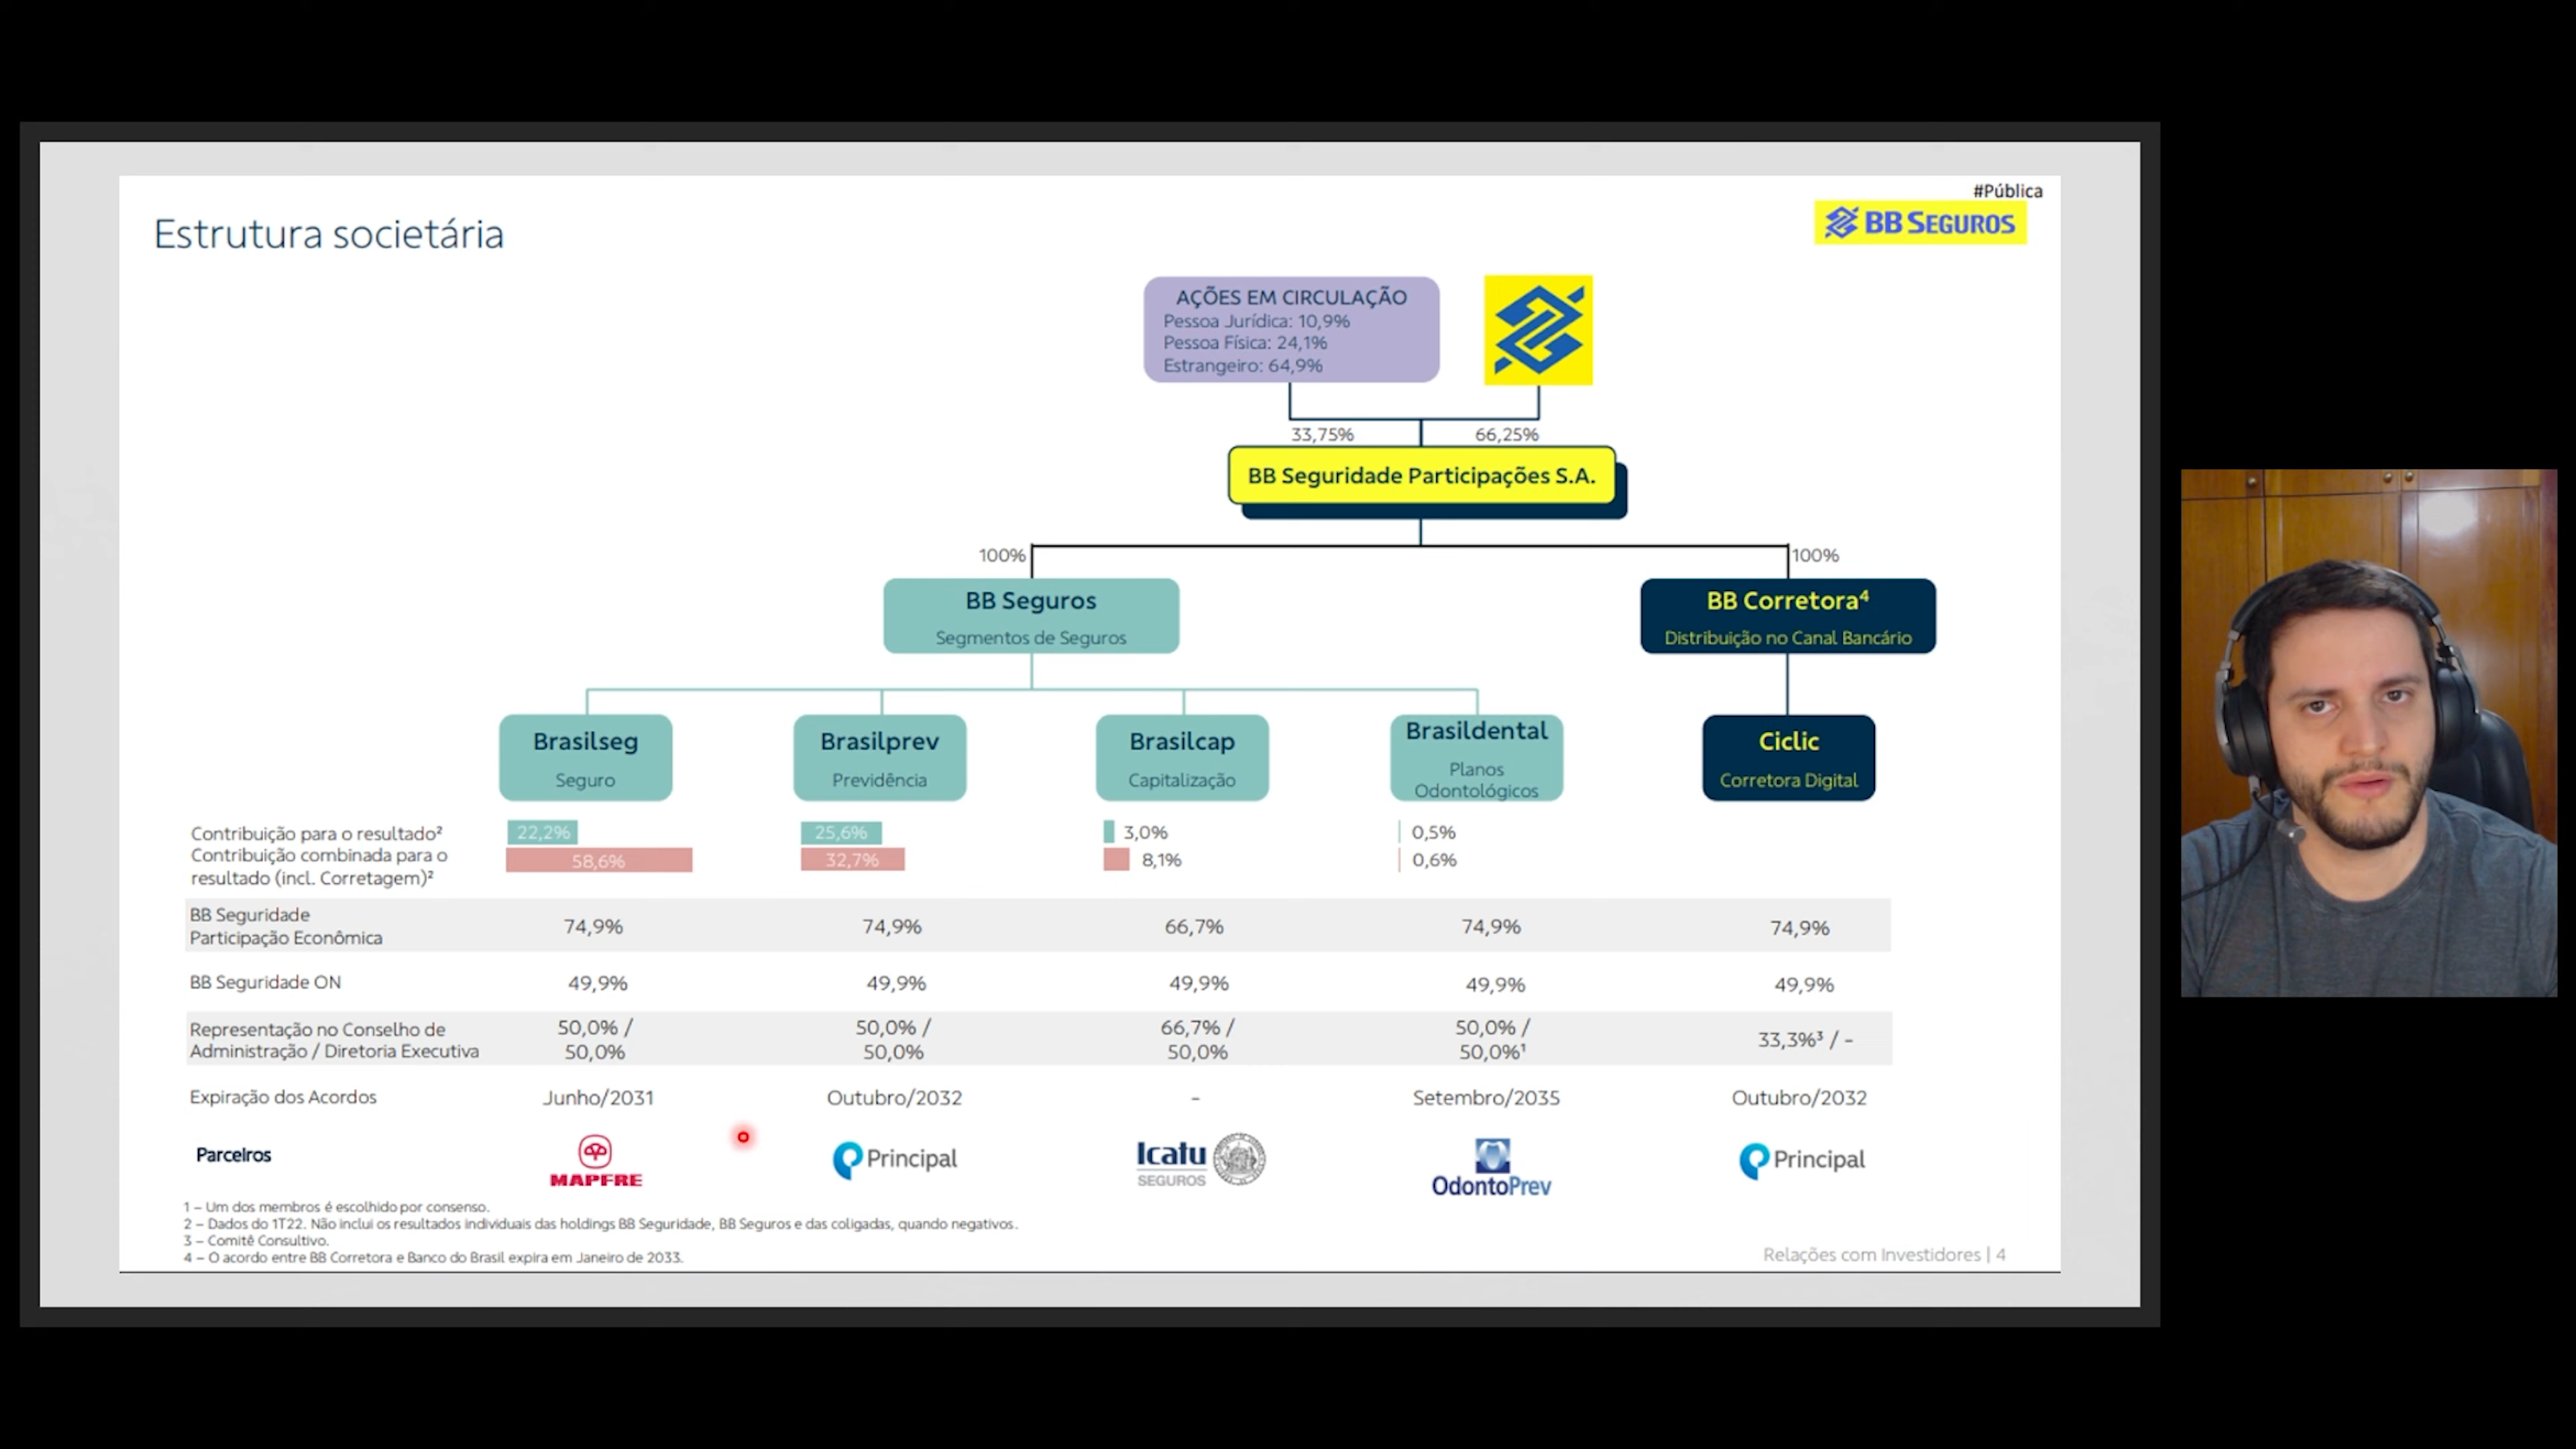 #Pública
BB SEGUROS
Estrutura societária
AÇÕES EM CIRCULAÇÃO
Pessoa Jurídica: 10,9%
Pessoa Física: 24,1%
Estrangeiro: 64,9%
33,75%
66,25%
BB Seguridade Participações S.A.
100%
100%
BB Seguros
Segmentos de Seguros
BB Corretora⁴
Distribuição no Canal Bancário
Brasilseg
Seguro
Brasilprev
Previdência
Brasilcap
Capitalização
Brasildental
Planos
Odontológicos
Ciclic
Corretora Digital
Contribuição para o resultado² 22,2% 25,6% 3,0% 0,5%
Contribuição combinada para o
resultado (incl. Corretagem)² 58,6% 32,7% 8,1% 0,6%
BB Seguridade
Participação Econômica 74,9% 74,9% 66,7% 74,9% 74,9%
BB Seguridade ON 49,9% 49,9% 49,9% 49,9% 49,9%
Representação no Conselho de 50,0% / 50,0% / 66,7% / 50,0% / 33,3%³ / -
Administração / Diretoria Executiva 50,0% 50,0% 50,0% 50,0%¹
Expiração dos Acordos Junho/2031 Outubro/2032 - Setembro/2035 Outubro/2032
Parceiros MAPFRE Principal Icatu SEGUROS OdontoPrev Principal
1 – Um dos membros é escolhido por consenso.
2 – Dados do 1T22. Não inclui os resultados individuais das holdings BB Seguridade, BB Seguros e das coligadas, quando negativos.
3 – Comitê Consultivo.
4 – O acordo entre BB Corretora e Banco do Brasil expira em Janeiro de 2033.
Relações com Investidores | 4